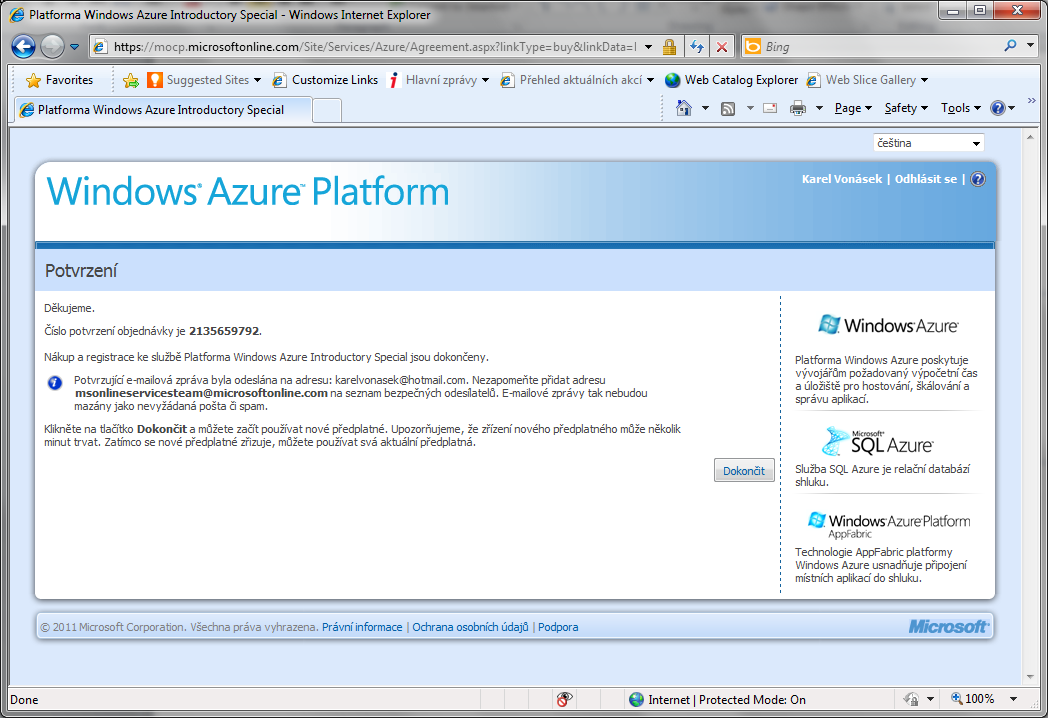 Platforma Windows Azure Introductory Special - Windows Internet Explorer
https://mocp.microsoftonline.com/Site/Services/Azure/Agreement.aspx?linkType=buy&linkData=I
Bing
Favorites Suggested Sites Customize Links Hlavní zprávy Přehled aktuálních akcí Web Catalog Explorer Web Slice Gallery
Platforma Windows Azure Introductory Special
Page Safety Tools
čeština
Windows® Azure™ Platform
Karel Vonásek | Odhlásit se |
Potvrzení
Děkujeme.
Číslo potvrzení objednávky je 2135659792.
Nákup a registrace ke službě Platforma Windows Azure Introductory Special jsou dokončeny.
Potvrzující e-mailová zpráva byla odeslána na adresu: karelvonasek@hotmail.com. Nezapomeňte přidat adresu
msonlineservicesteam@microsoftonline.com na seznam bezpečných odesílatelů. E-mailové zprávy tak nebudou
mazány jako nevyžádaná pošta či spam.
Klikněte na tlačítko Dokončit a můžete začít používat nové předplatné. Upozorňujeme, že zřízení nového předplatného může několik
minut trvat. Zatímco se nové předplatné zřizuje, můžete používat svá aktuální předplatná.
Dokončit
Windows Azure™
Platforma Windows Azure poskytuje
vývojářům požadovaný výpočetní čas
a úložiště pro hostování, škálování a
správu aplikací.
Microsoft®
SQL Azure™
Služba SQL Azure je relační databází
shluku.
Windows Azure Platform
AppFabric
Technologie AppFabric platformy
Windows Azure usnadňuje připojení
místních aplikací do shluku.
© 2011 Microsoft Corporation. Všechna práva vyhrazena. Právní informace | Ochrana osobních údajů | Podpora
Microsoft®
Done
Internet | Protected Mode: On
100%